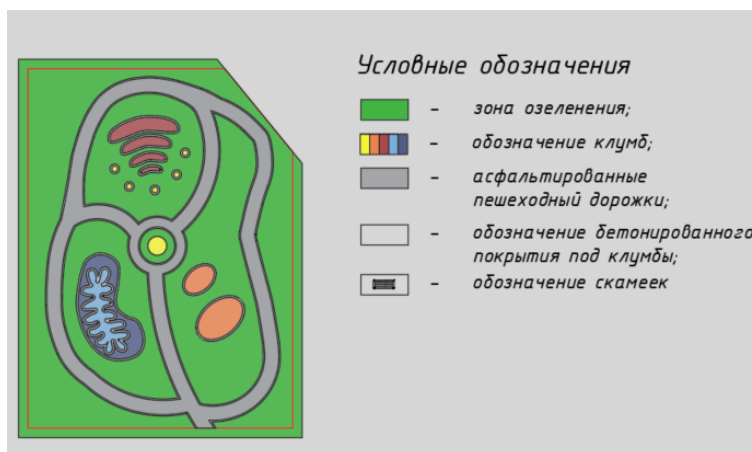 Условные обозначения
– зона озеленения;
– обозначение клумб;
– асфальтированные
пешеходный дорожки;
– обозначение бетонированного
покрытия под клумбы;
– обозначение скамеек